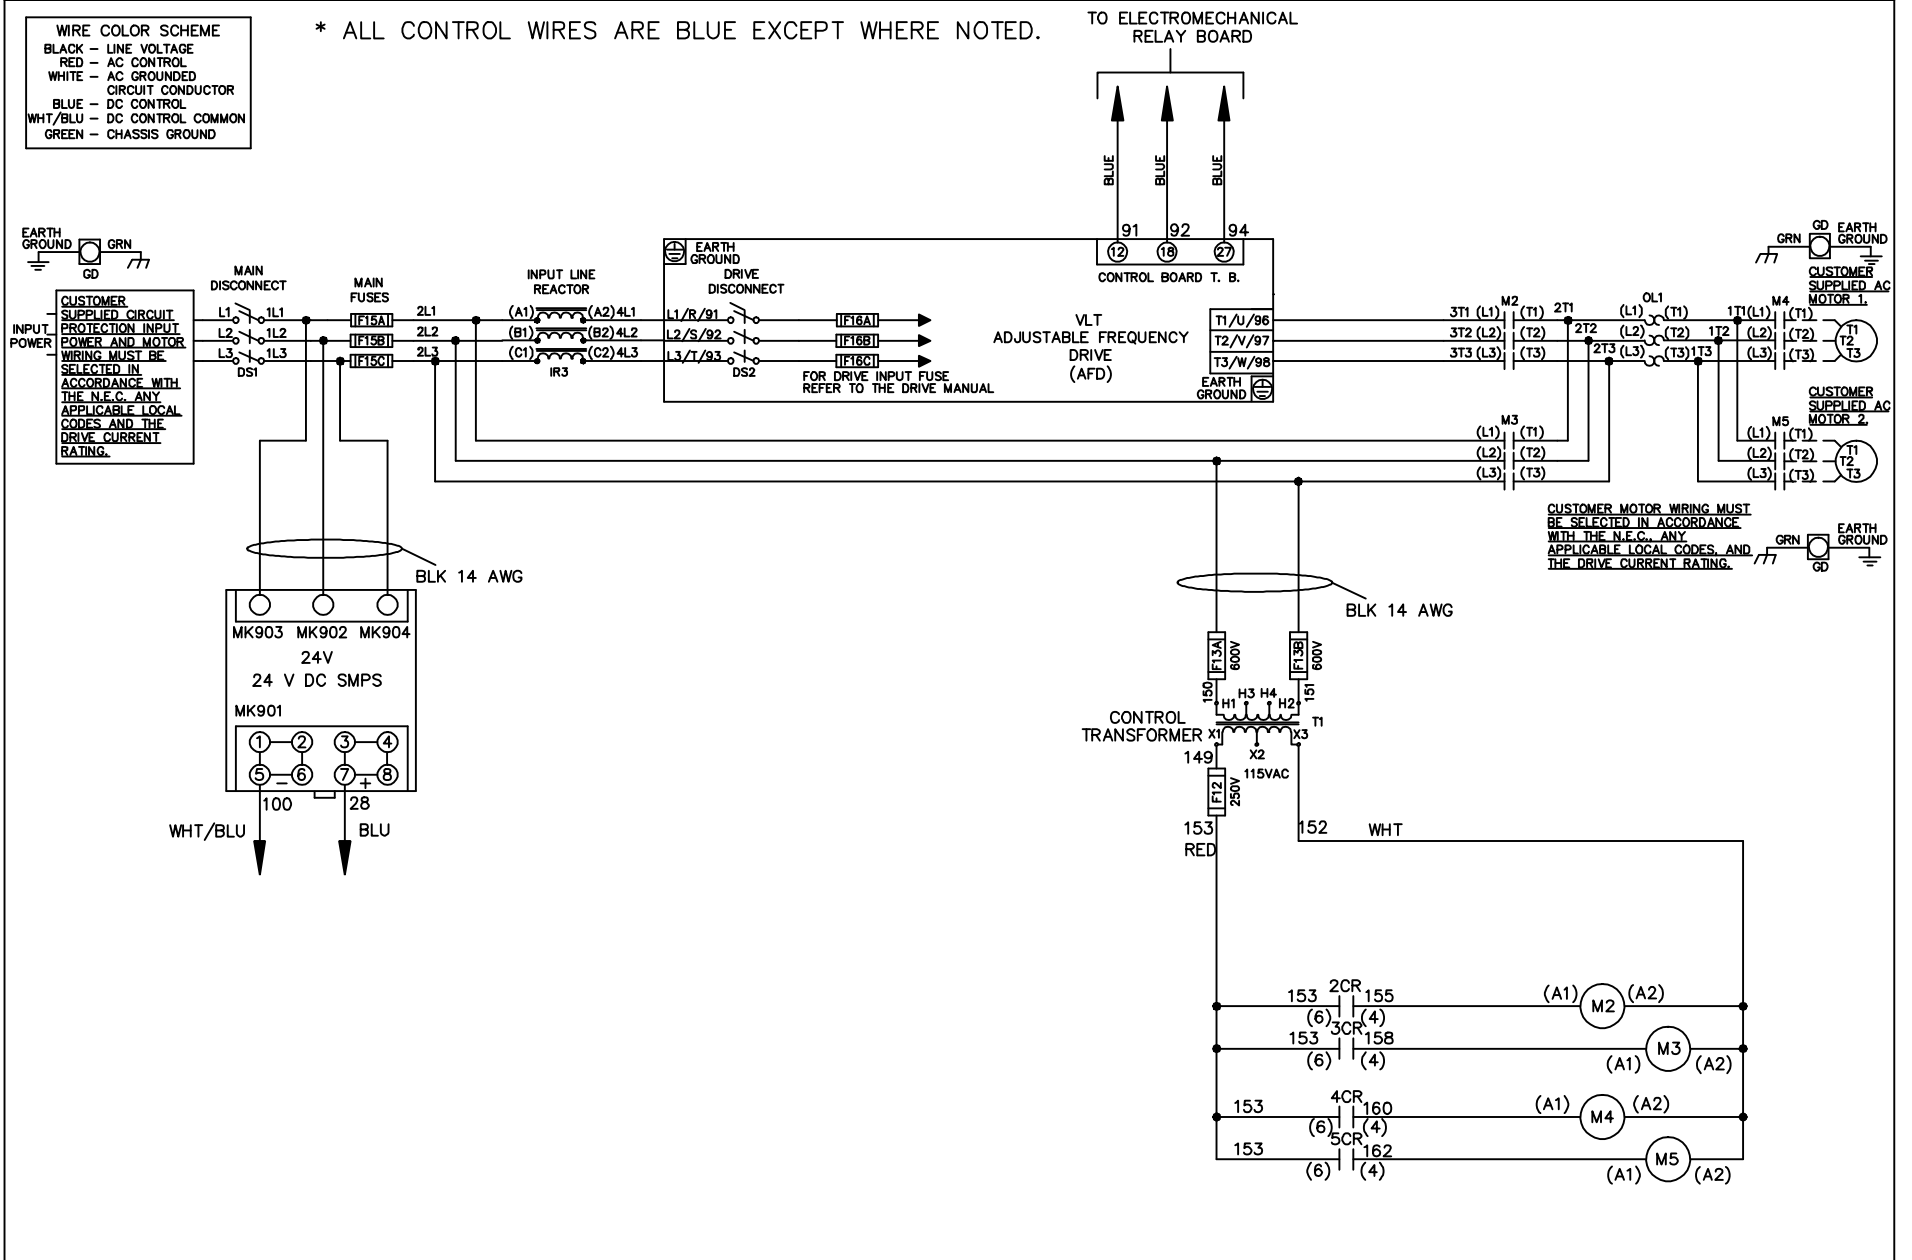 WIRE COLOR SCHEME
BLACK – LINE VOLTAGE
RED – AC CONTROL
WHITE – AC GROUNDED
CIRCUIT CONDUCTOR
BLUE – DC CONTROL
WHT/BLU – DC CONTROL COMMON
GREEN – CHASSIS GROUND
* ALL CONTROL WIRES ARE BLUE EXCEPT WHERE NOTED.
TO ELECTROMECHANICAL
RELAY BOARD
BLUE BLUE BLUE
91 92 94
12 18 27
CONTROL BOARD T. B.
EARTH
GROUND
GRN
GD
INPUT
POWER
CUSTOMER
SUPPLIED CIRCUIT
PROTECTION INPUT
POWER AND MOTOR
WIRING MUST BE
SELECTED IN
ACCORDANCE WITH
THE N.E.C. ANY
APPLICABLE LOCAL
CODES AND THE
DRIVE CURRENT
RATING.
MAIN
DISCONNECT
L1 1L1
L2 1L2
L3 1L3
DS1
MAIN
FUSES
F15A
F15B
F15C
2L1
2L2
2L3
INPUT LINE
REACTOR
(A1) (A2) 4L1
(B1) (B2) 4L2
(C1) (C2) 4L3
IR3
EARTH
GROUND
DRIVE
DISCONNECT
L1/R/91
L2/S/92
L3/T/93
DS2
F16A
F16B
F16C
FOR DRIVE INPUT FUSE
REFER TO THE DRIVE MANUAL
VLT
ADJUSTABLE FREQUENCY
DRIVE
(AFD)
T1/U/96
T2/V/97
T3/W/98
EARTH
GROUND
M2
3T1 (L1) (T1) 2T1
3T2 (L2) (T2) 2T2
3T3 (L3) (T3) 2T3
OL1
(L1) (T1) 1T1
(L2) (T2) 1T2
(L3) (T3) 1T3
M4
(L1) (T1)
(L2) (T2)
(L3) (T3)
T1
T2
T3
GD
GRN
EARTH
GROUND
CUSTOMER
SUPPLIED AC
MOTOR 1.
M3
(L1) (T1)
(L2) (T2)
(L3) (T3)
M5
(L1) (T1)
(L2) (T2)
(L3) (T3)
T1
T2
T3
CUSTOMER
SUPPLIED AC
MOTOR 2.
CUSTOMER MOTOR WIRING MUST
BE SELECTED IN ACCORDANCE
WITH THE N.E.C., ANY
APPLICABLE LOCAL CODES, AND
THE DRIVE CURRENT RATING.
GRN
GD
EARTH
GROUND
BLK 14 AWG
MK903 MK902 MK904
24V
24 V DC SMPS
MK901
1 2 3 4
5 – 6 7 + 8
100 28
WHT/BLU BLU
BLK 14 AWG
F13A
600V
F13B
600V
150
151
H1 H3 H4 H2
T1
CONTROL
TRANSFORMER
X1 X2 X3
149
115VAC
F12
250V
153
RED
152
WHT
153 2CR 155 (A1) M2 (A2)
(6) (4)
153 3CR 158 M3
(6) (4) (A1) (A2)
153 4CR 160 (A1) M4 (A2)
(6) (4)
153 5CR 162 M5
(6) (4) (A1) (A2)